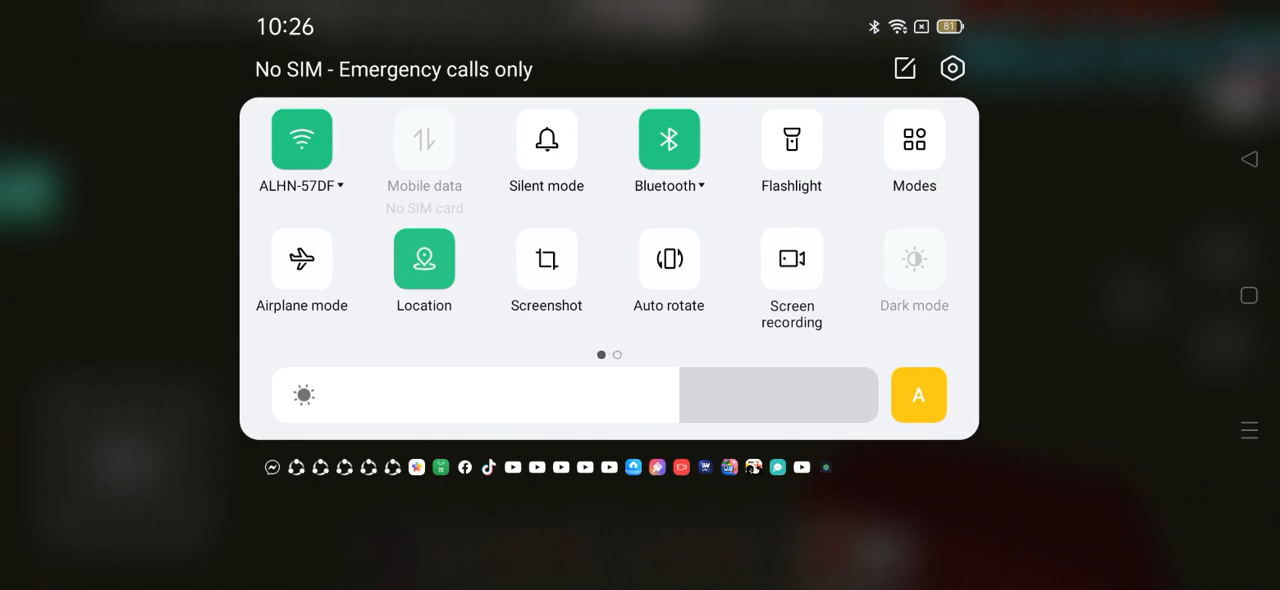 10:26
81
No SIM - Emergency calls only
ALHN-57DF
Mobile data
No SIM card
Silent mode
Bluetooth
Flashlight
Modes
Airplane mode
Location
Screenshot
Auto rotate
Screen
recording
Dark mode
A